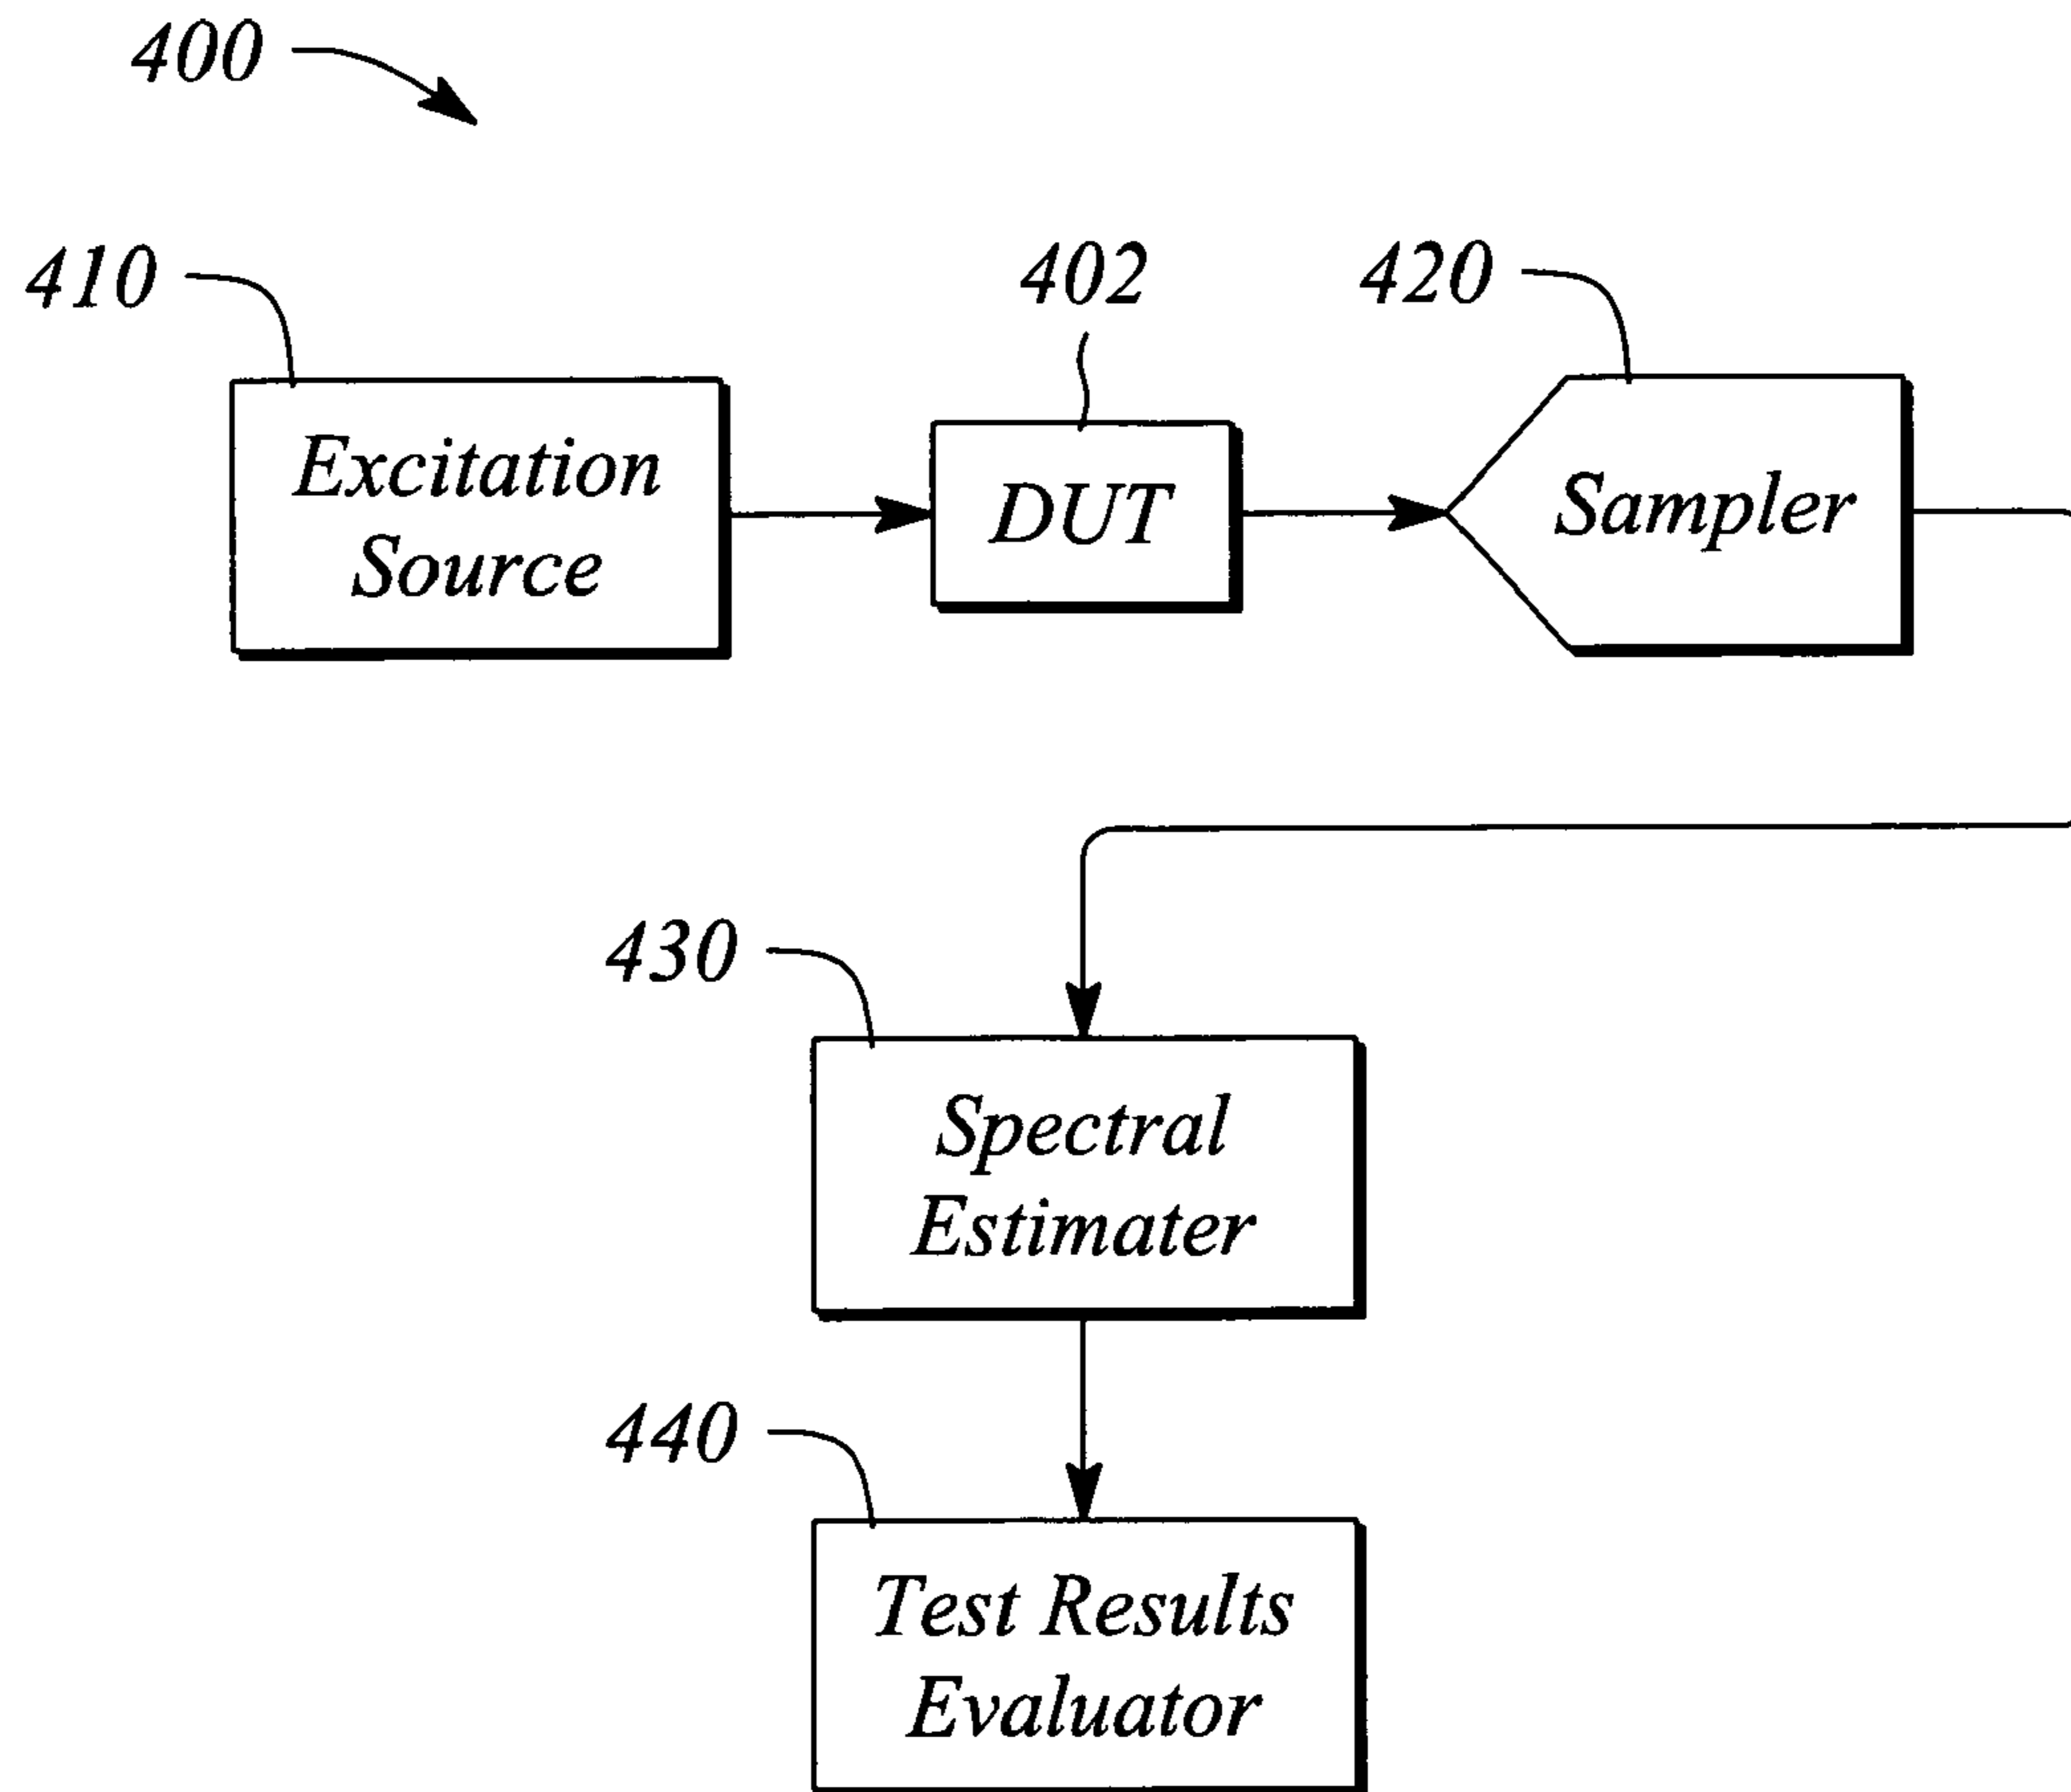 400
410
402
420
Excitation
Source
DUT
Sampler
430
Spectral
Estimater
440
Test Results
Evaluator